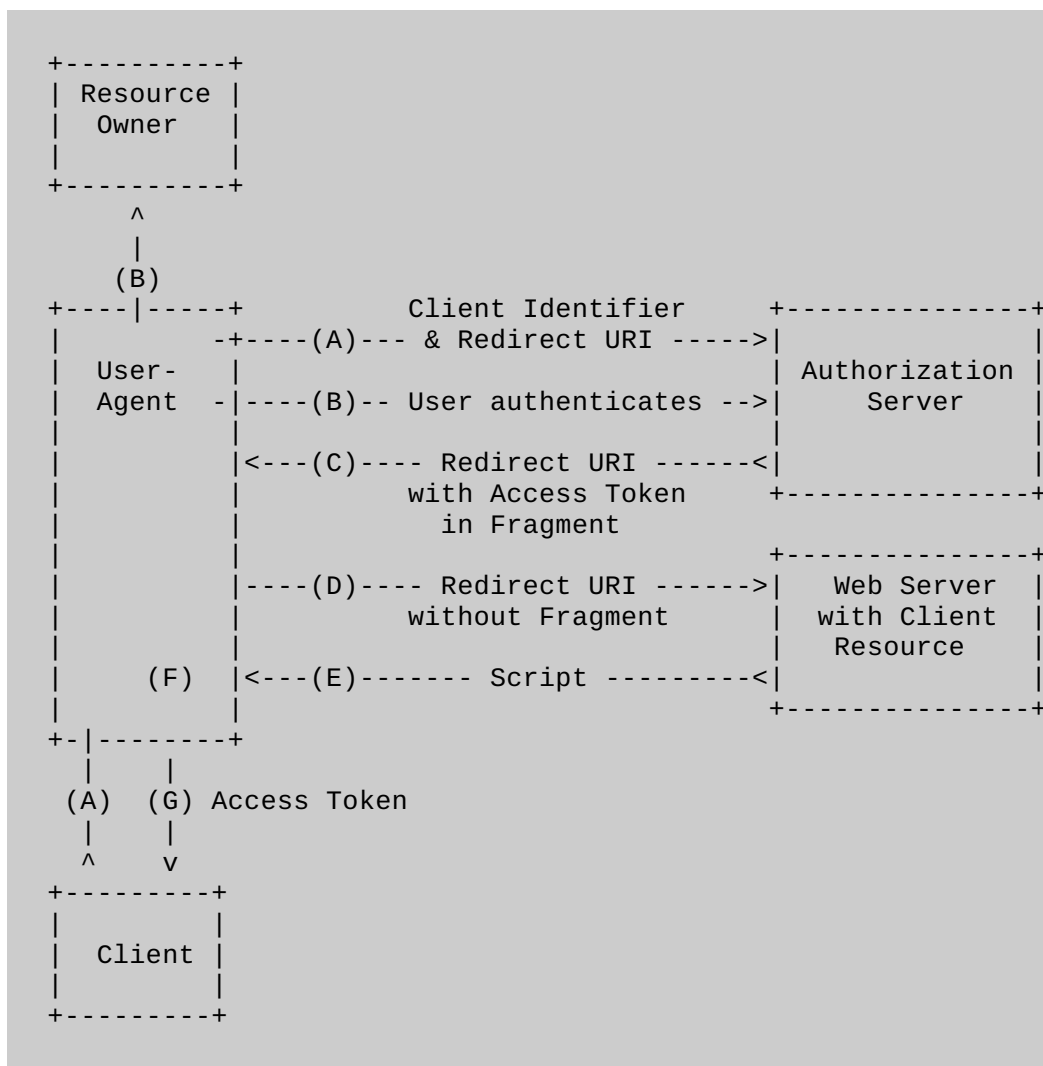 +----------+
| Resource |
|  Owner   |
|          |
+----------+
     ^
     |
    (B)
+----|-----+          Client Identifier     +---------------+
|         -+----(A)--- & Redirect URI ----->|               |
|  User-   |                                | Authorization |
|  Agent  -|----(B)-- User authenticates -->|     Server    |
|          |                                |               |
|          |<---(C)---- Redirect URI ------<|               |
|          |          with Access Token     +---------------+
|          |            in Fragment
|          |                                +---------------+
|          |----(D)---- Redirect URI ------>|   Web Server  |
|          |          without Fragment      |  with Client  |
|          |                                |   Resource    |
|     (F)  |<---(E)------- Script ---------<|               |
|          |                                +---------------+
+-|--------+
  |    |
 (A)  (G) Access Token
  |    |
  ^    v
+---------+
|         |
|  Client |
|         |
+---------+